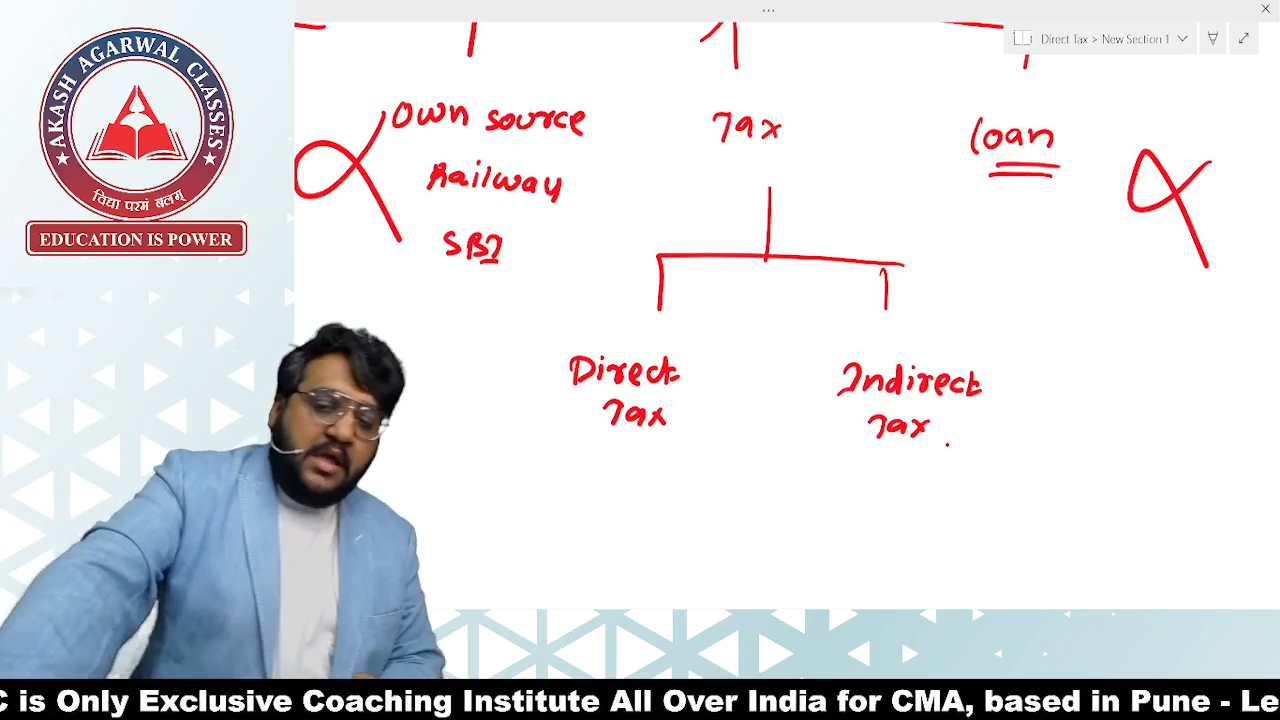 Direct Tax > New Section 1
AKASH AGARWAL CLASSES
विद्या परमं बलम्
EDUCATION IS POWER
Own source
Railway
SBI
Tax
loan
Direct
Tax
Indirect
Tax
C is Only Exclusive Coaching Institute All Over India for CMA, based in Pune - Le